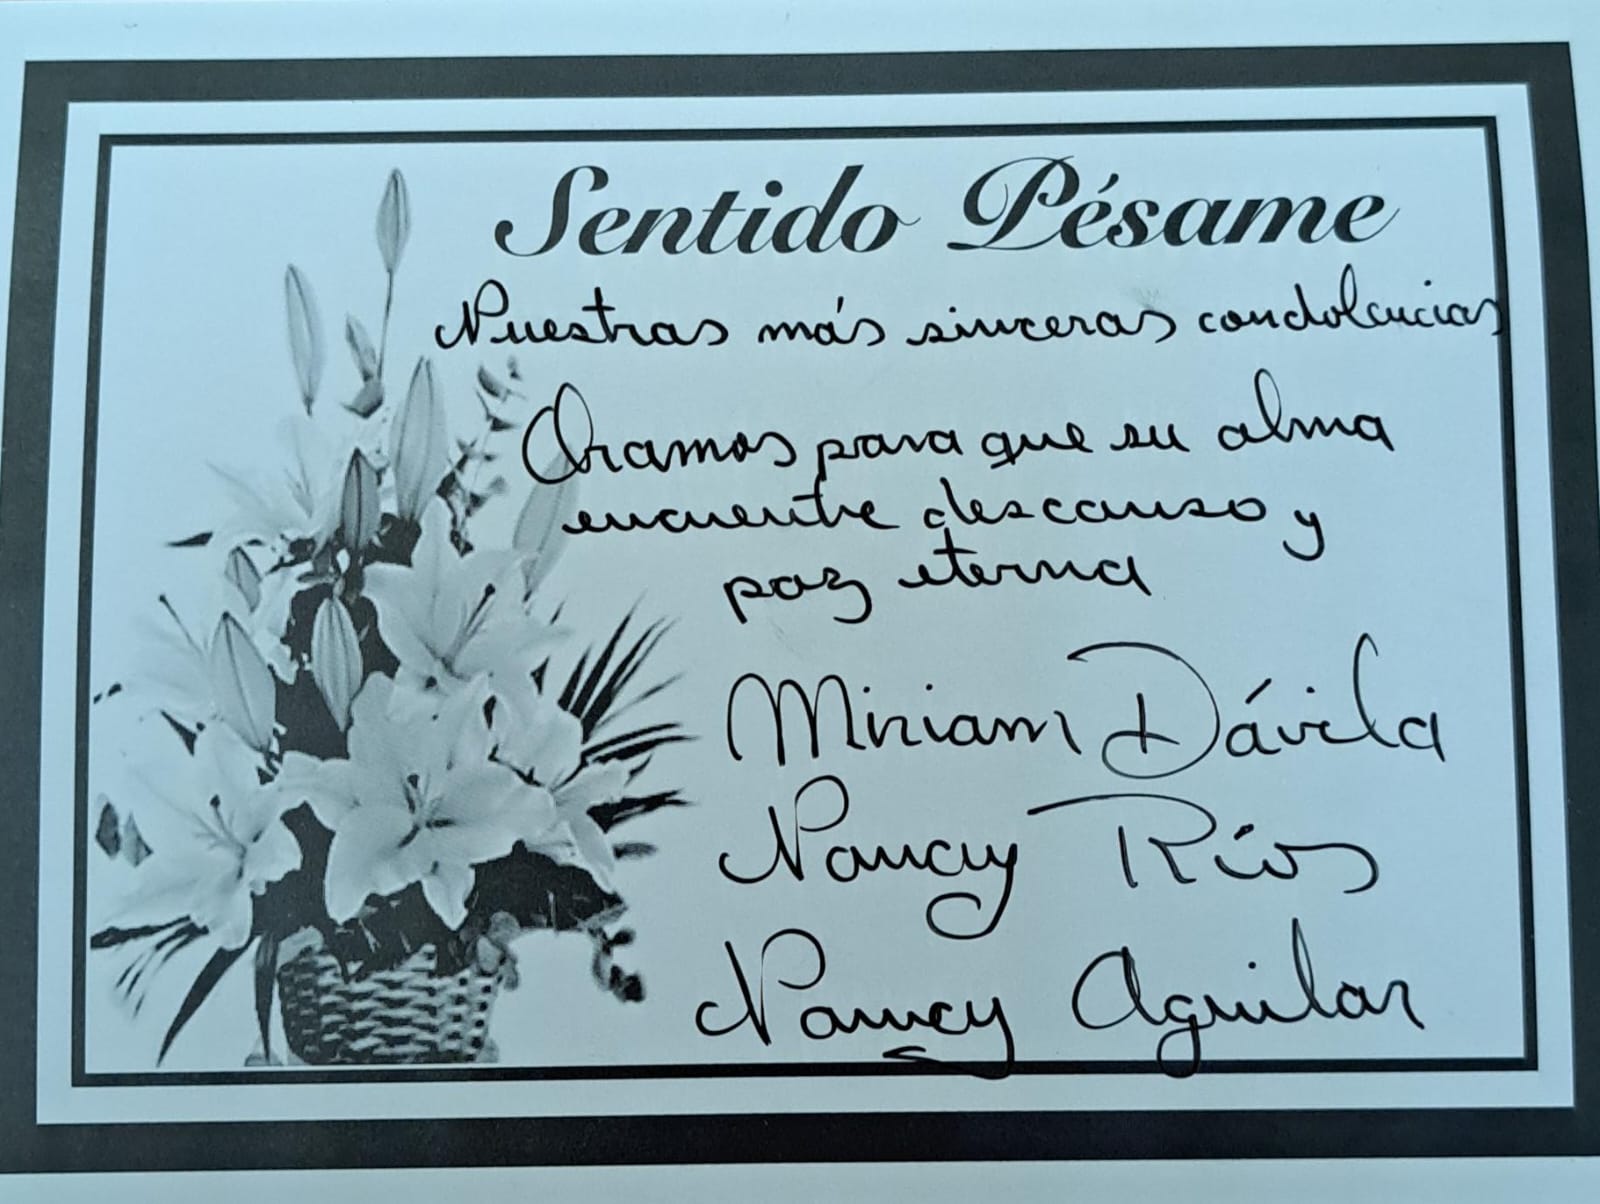 Sentido Pésame
Nuestras más sinceras condolencias
Oramos para que su alma
encuentre descanso y
paz eterna
Miriam Dávila
Nancy Ríos
Nancy Aguilar